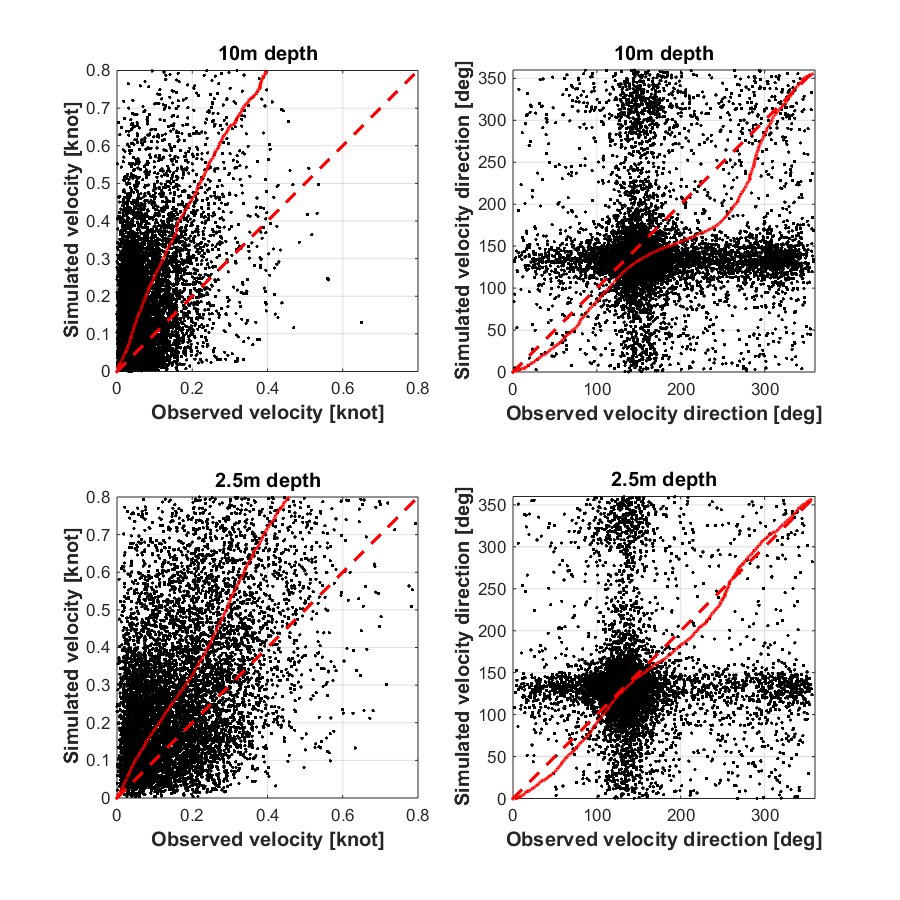 10m depth
Simulated velocity [knot]
0.8
0.7
0.6
0.5
0.4
0.3
0.2
0.1
0
0 0.2 0.4 0.6 0.8
Observed velocity [knot]
10m depth
Simulated velocity direction [deg]
350
300
250
200
150
100
50
0
0 100 200 300
Observed velocity direction [deg]
2.5m depth
Simulated velocity [knot]
0.8
0.7
0.6
0.5
0.4
0.3
0.2
0.1
0
0 0.2 0.4 0.6 0.8
Observed velocity [knot]
2.5m depth
Simulated velocity direction [deg]
350
300
250
200
150
100
50
0
0 100 200 300
Observed velocity direction [deg]